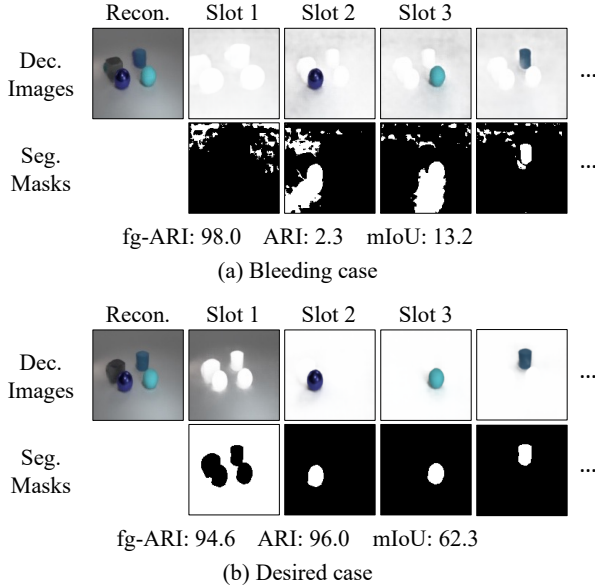 Recon. Slot 1 Slot 2 Slot 3
Dec.
Images
...
Seg.
Masks
...
fg-ARI: 98.0 ARI: 2.3 mIoU: 13.2
(a) Bleeding case
Recon. Slot 1 Slot 2 Slot 3
Dec.
Images
...
Seg.
Masks
...
fg-ARI: 94.6 ARI: 96.0 mIoU: 62.3
(b) Desired case